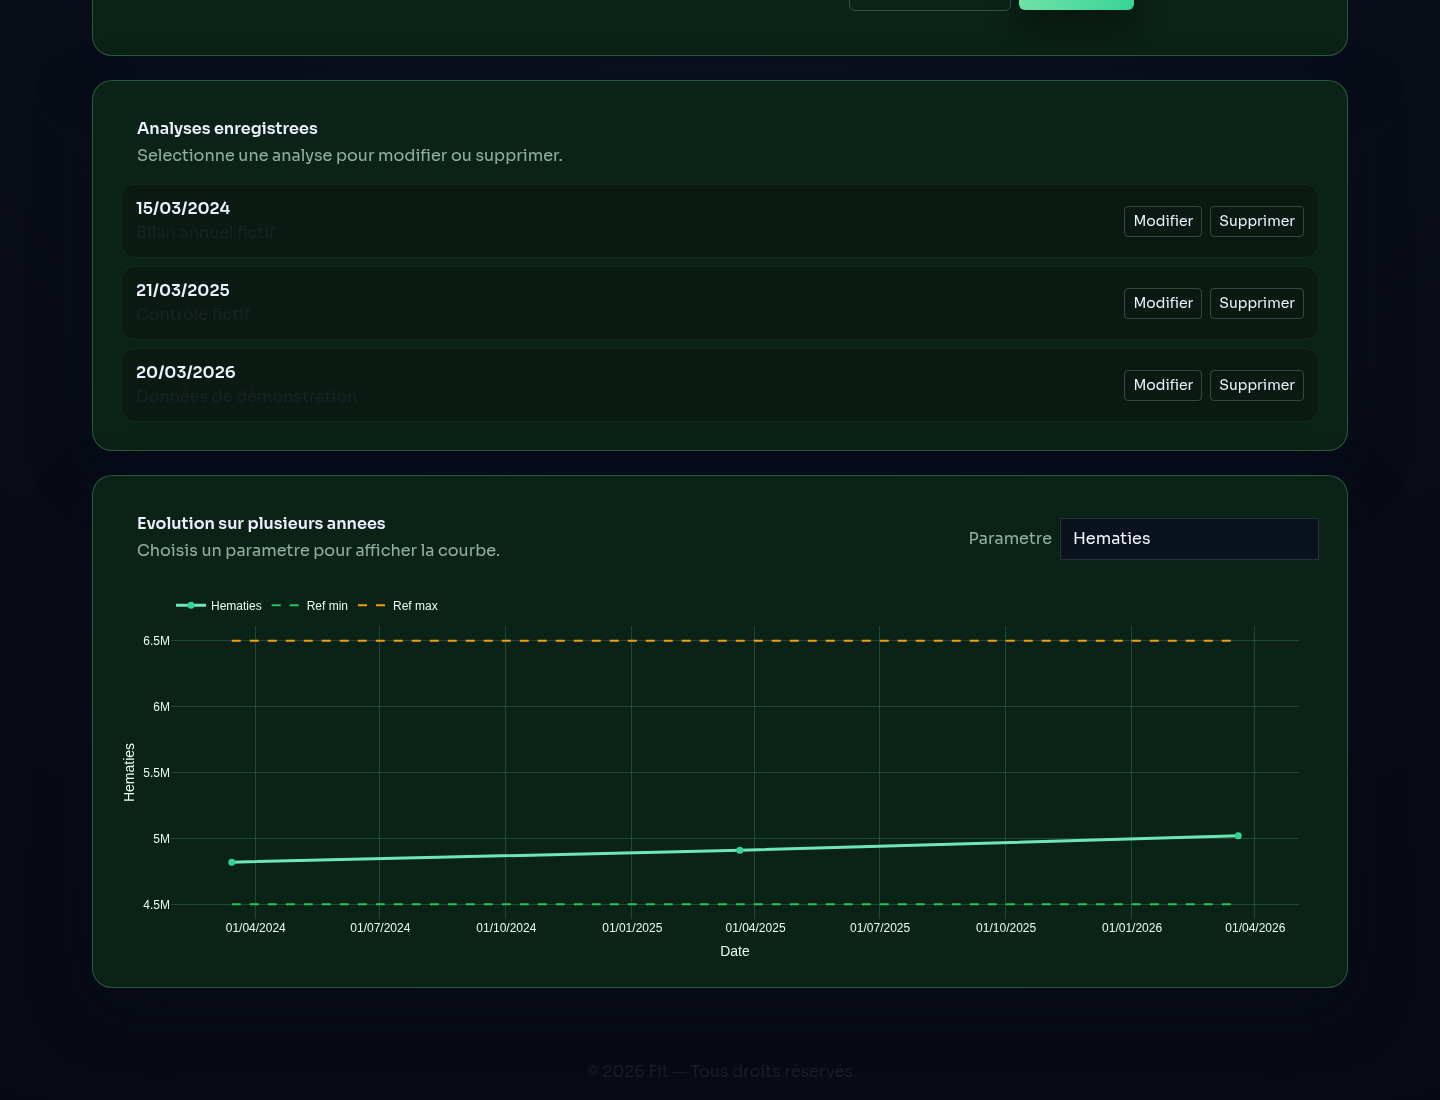 Analyses enregistrees
Selectionne une analyse pour modifier ou supprimer.
15/03/2024
Bilan annuel fictif
Modifier
Supprimer
21/03/2025
Contrôle fictif
Modifier
Supprimer
20/03/2026
Données de démonstration
Modifier
Supprimer
Evolution sur plusieurs annees
Choisis un parametre pour afficher la courbe.
Parametre
Hematies
Hematies
Ref min
Ref max
6.5M
6M
5.5M
5M
4.5M
Hematies
01/04/2024
01/07/2024
01/10/2024
01/01/2025
01/04/2025
01/07/2025
01/10/2025
01/01/2026
01/04/2026
Date
© 2026 Fit — Tous droits réservés